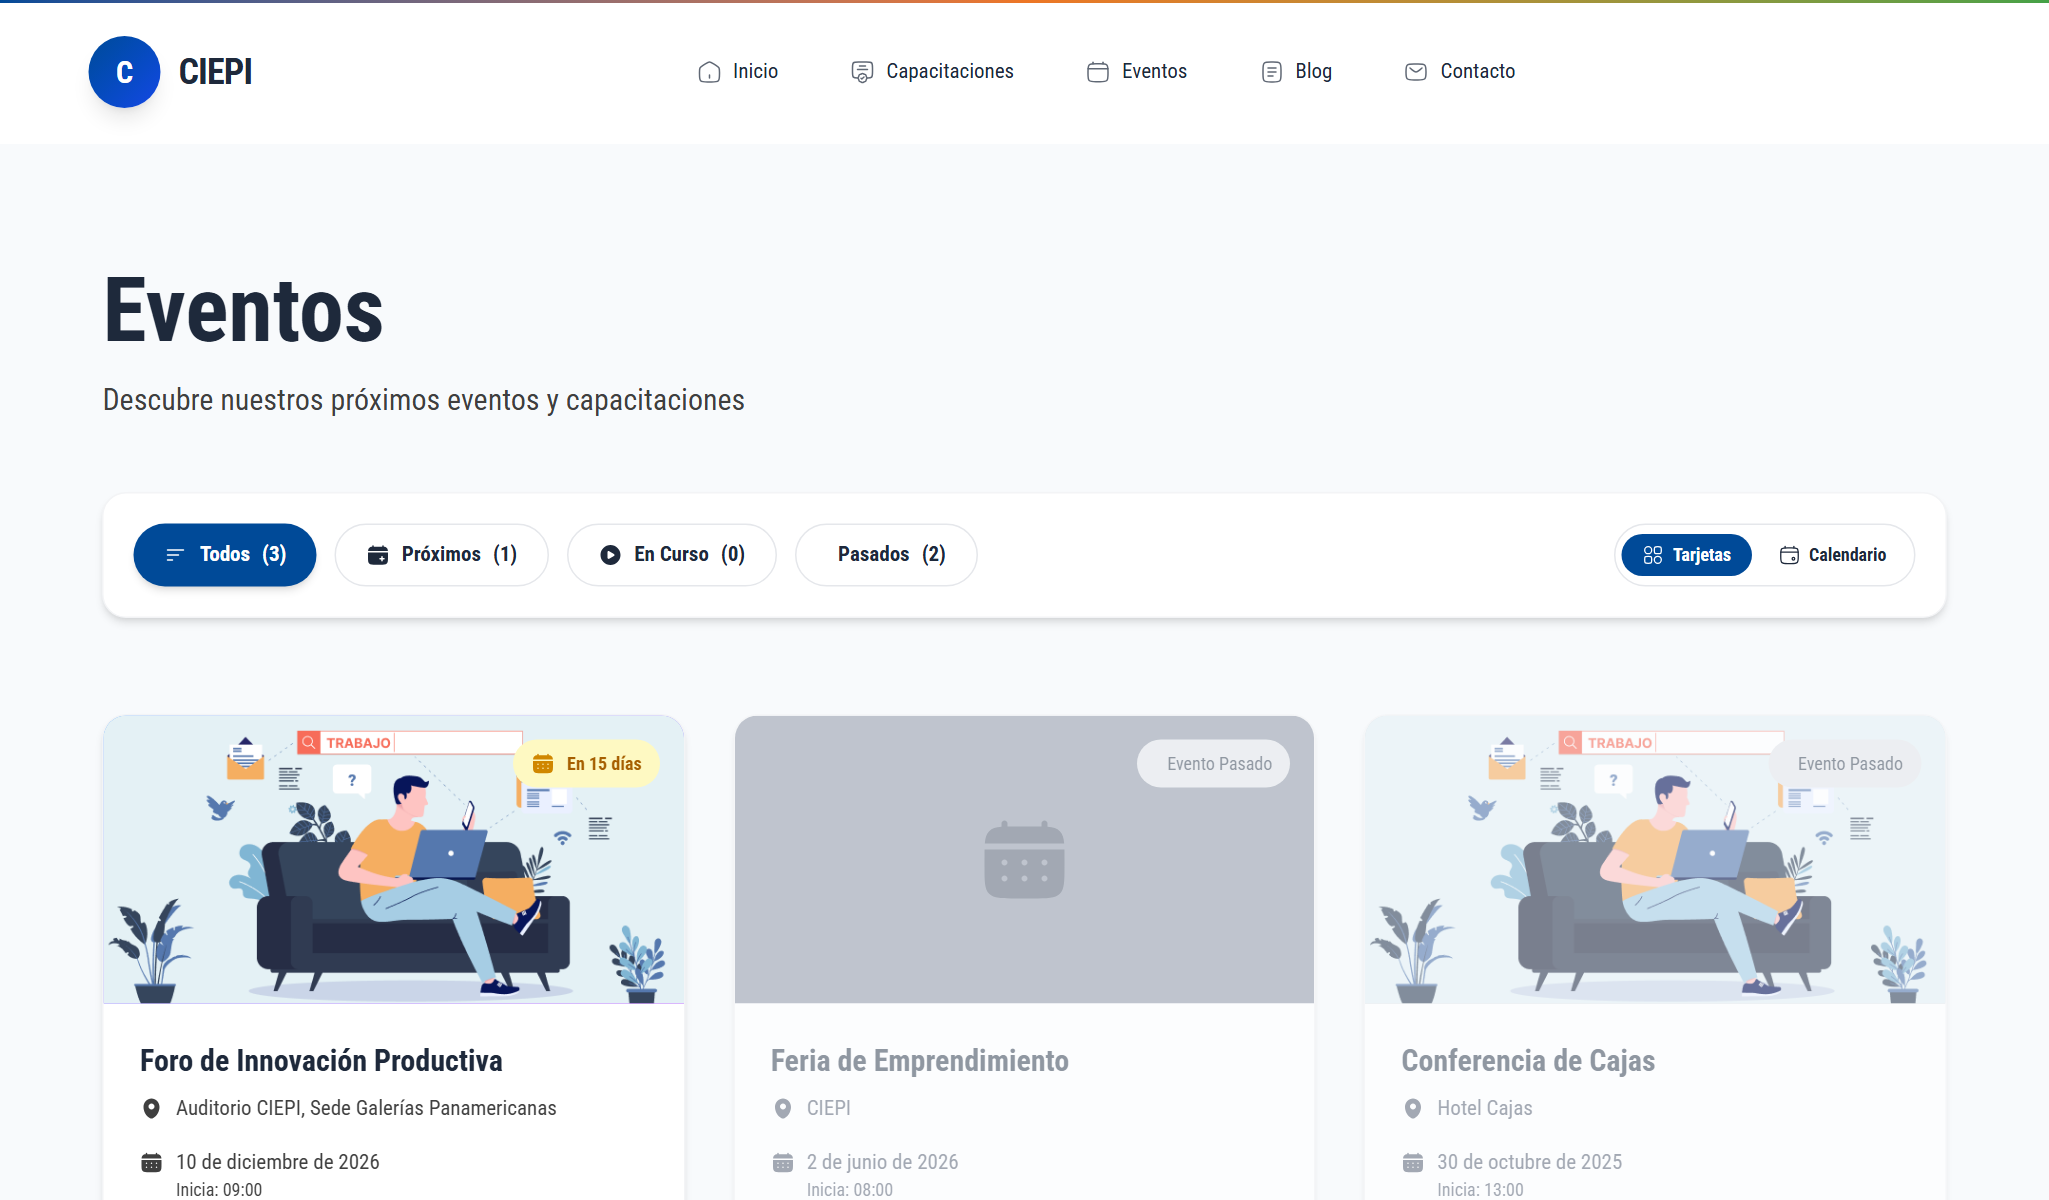 C CIEPI
Inicio Capacitaciones Eventos Blog Contacto
Eventos
Descubre nuestros próximos eventos y capacitaciones
Todos (3) Próximos (1) En Curso (0) Pasados (2) Tarjetas Calendario
TRABAJO
?
En 15 días
Foro de Innovación Productiva
Auditorio CIEPI, Sede Galerías Panamericanas
10 de diciembre de 2026
Inicia: 09:00
Evento Pasado
Feria de Emprendimiento
CIEPI
2 de junio de 2026
Inicia: 08:00
TRABAJO
?
Evento Pasado
Conferencia de Cajas
Hotel Cajas
30 de octubre de 2025
Inicia: 13:00